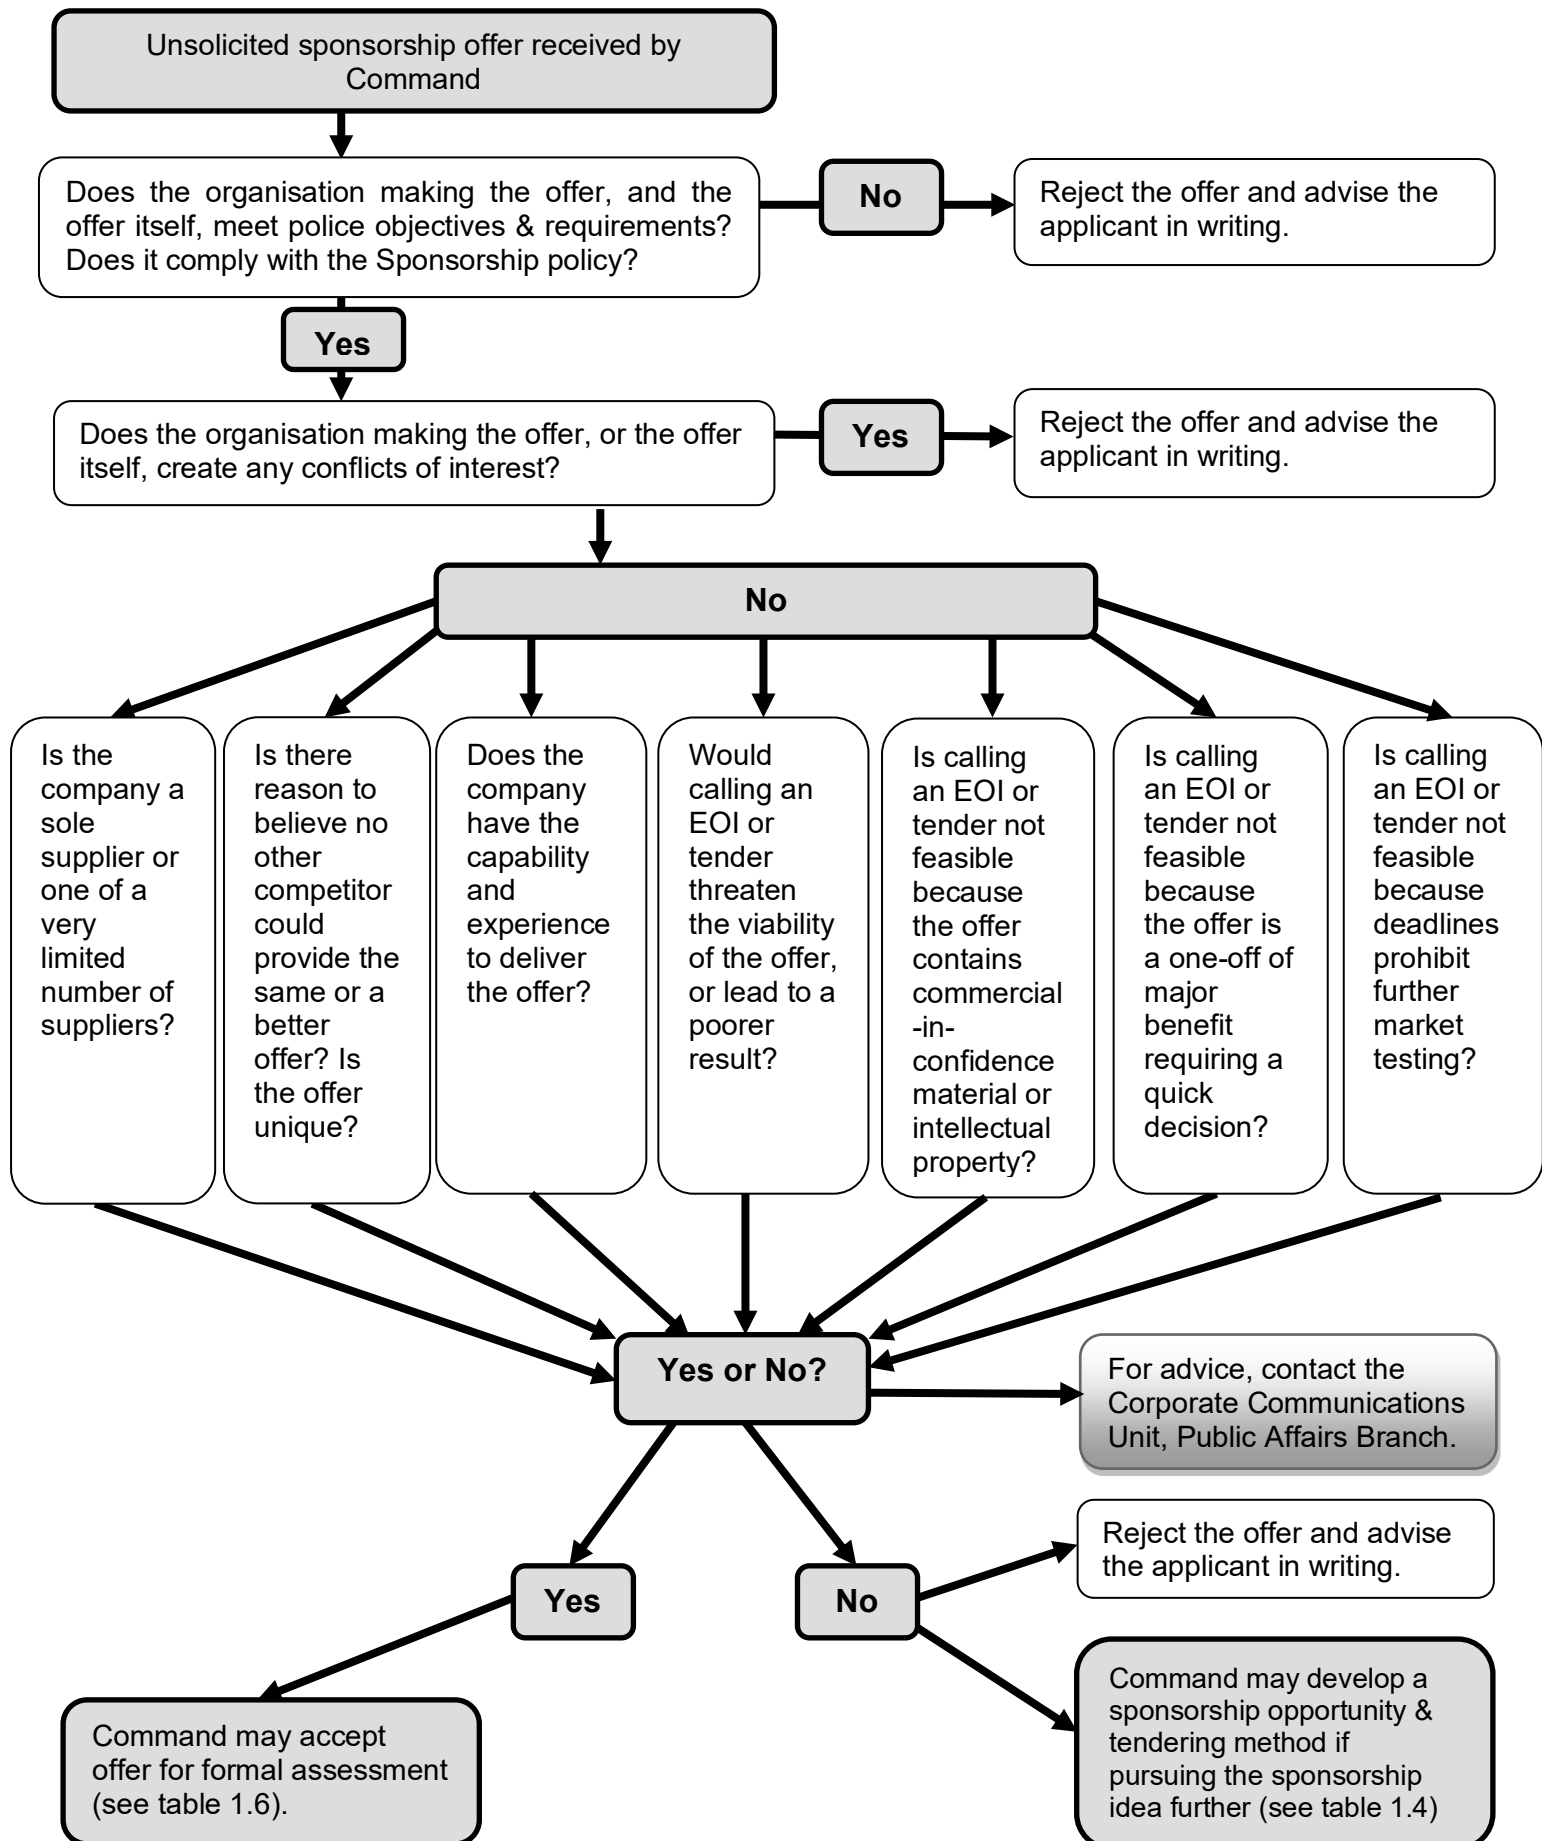 Unsolicited sponsorship offer received by
Command
Does the organisation making the offer, and the
offer itself, meet police objectives & requirements?
Does it comply with the Sponsorship policy?
No
Reject the offer and advise the
applicant in writing.
Yes
Does the organisation making the offer, or the offer
itself, create any conflicts of interest?
Yes
Reject the offer and advise the
applicant in writing.
No
Is the
company a
sole
supplier or
one of a
very
limited
number of
suppliers?
Is there
reason to
believe no
other
competitor
could
provide the
same or a
better
offer? Is
the offer
unique?
Does the
company
have the
capability
and
experience
to deliver
the offer?
Would
calling an
EOI or
tender
threaten
the viability
of the offer,
or lead to a
poorer
result?
Is calling
an EOI or
tender not
feasible
because
the offer
contains
commercial
-in-
confidence
material or
intellectual
property?
Is calling
an EOI or
tender not
feasible
because
the offer is
a one-off of
major
benefit
requiring a
quick
decision?
Is calling
an EOI or
tender not
feasible
because
deadlines
prohibit
further
market
testing?
Yes or No?
For advice, contact the
Corporate Communications
Unit, Public Affairs Branch.
Yes
No
Reject the offer and advise
the applicant in writing.
Command may accept
offer for formal assessment
(see table 1.6).
Command may develop a
sponsorship opportunity &
tendering method if
pursuing the sponsorship
idea further (see table 1.4)